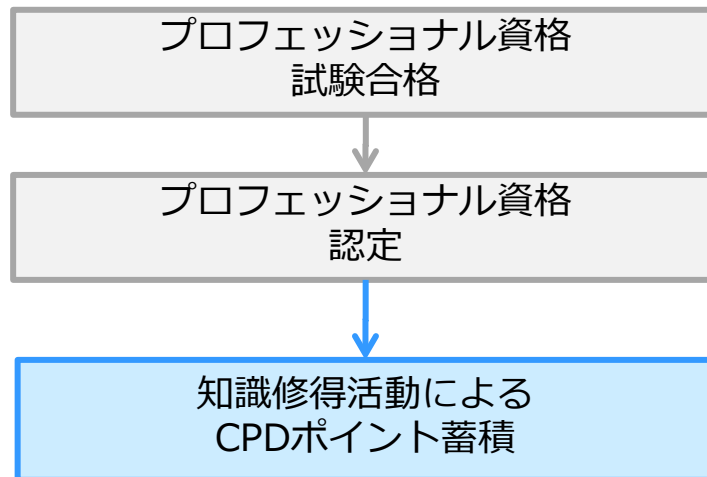 プロフェッショナル資格
試験合格
プロフェッショナル資格
認定
知識修得活動による
CPDポイント蓄積